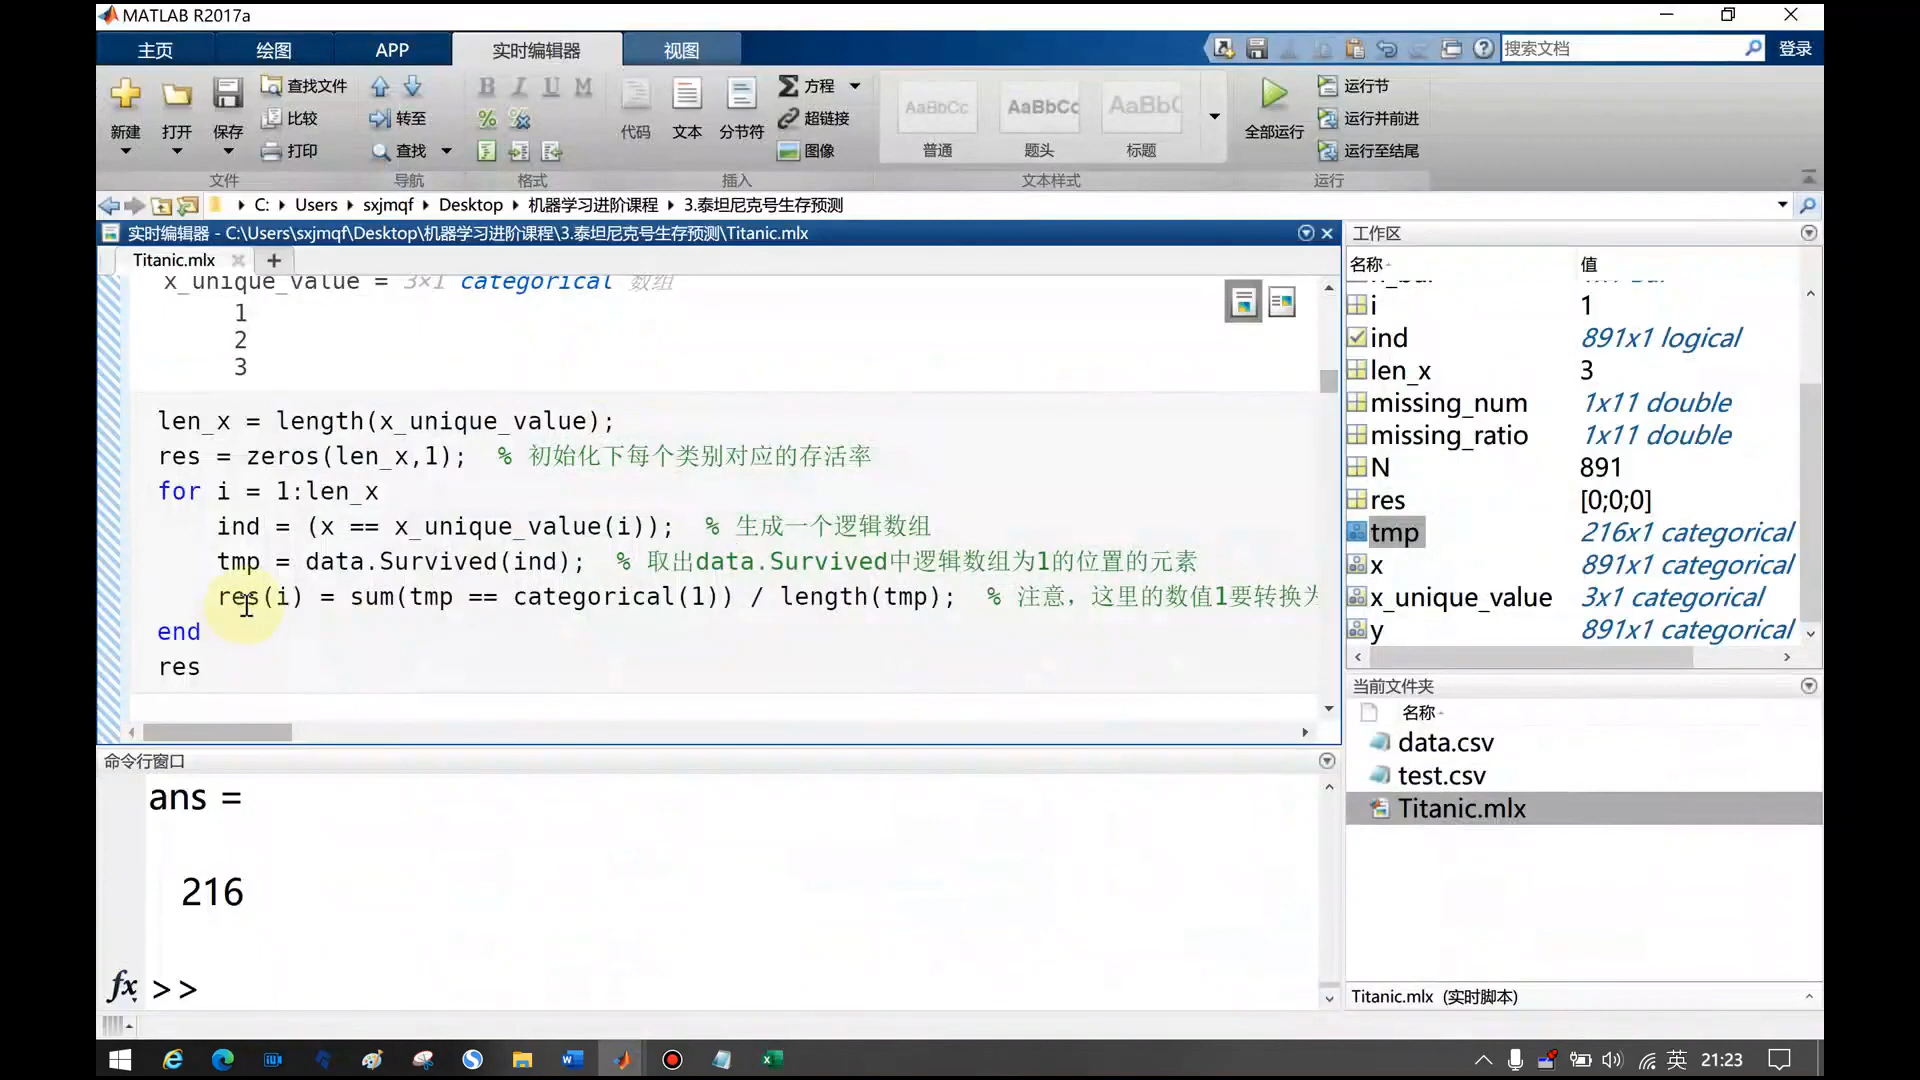 MATLAB R2017a
主页
绘图
APP
实时编辑器
视图
搜索文档
登录
新建
打开
保存
查找文件
比较
打印
转至
查找
B I U M
代码
文本
分节符
方程
超链接
图像
AaBbCc
AaBbCc
AaBbC
普通
题头
标题
全部运行
运行节
运行并前进
运行至结尾
文件
导航
格式
插入
文本样式
运行
C: Users sxjmqf Desktop 机器学习进阶课程 3.泰坦尼克号生存预测
实时编辑器 - C:\Users\sxjmqf\Desktop\机器学习进阶课程\3.泰坦尼克号生存预测\Titanic.mlx
Titanic.mlx
x_unique_value = 3×1 categorical 数组
1
2
3
len_x = length(x_unique_value);
res = zeros(len_x,1); % 初始化下每个类别对应的存活率
for i = 1:len_x
ind = (x == x_unique_value(i)); % 生成一个逻辑数组
tmp = data.Survived(ind); % 取出data.Survived中逻辑数组为1的位置的元素
res(i) = sum(tmp == categorical(1)) / length(tmp); % 注意，这里的数值1要转换为
end
res
命令行窗口
ans =
216
fx >>
工作区
名称 值
i 1
ind 891x1 logical
len_x 3
missing_num 1x11 double
missing_ratio 1x11 double
N 891
res [0;0;0]
tmp 216x1 categorical
x 891x1 categorical
x_unique_value 3x1 categorical
y 891x1 categorical
当前文件夹
名称
data.csv
test.csv
Titanic.mlx
Titanic.mlx (实时脚本)
英
21:23